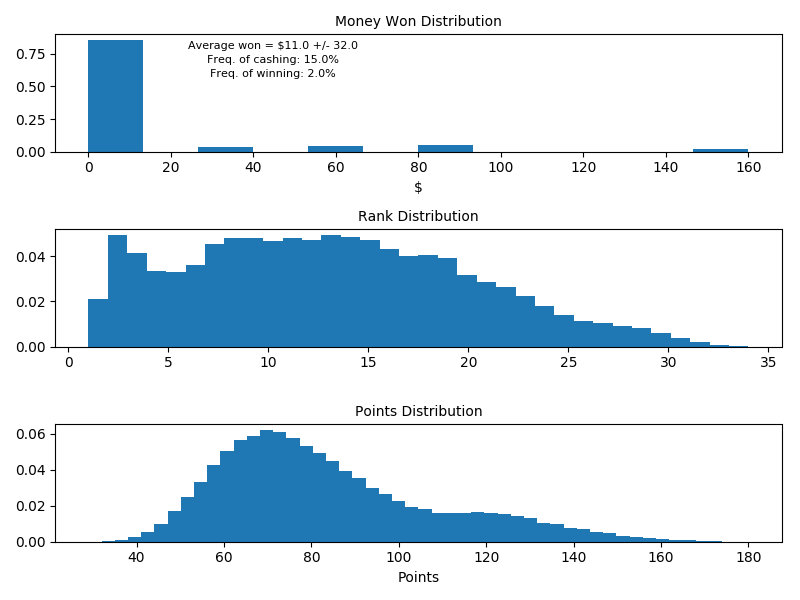 Money Won Distribution
Average won = $11.0 +/- 32.0
Freq. of cashing: 15.0%
Freq. of winning: 2.0%
0.75
0.50
0.25
0.00
0 20 40 60 80 100 120 140 160
$
Rank Distribution
0.04
0.02
0.00
0 5 10 15 20 25 30 35
Points Distribution
0.06
0.04
0.02
0.00
40 60 80 100 120 140 160 180
Points